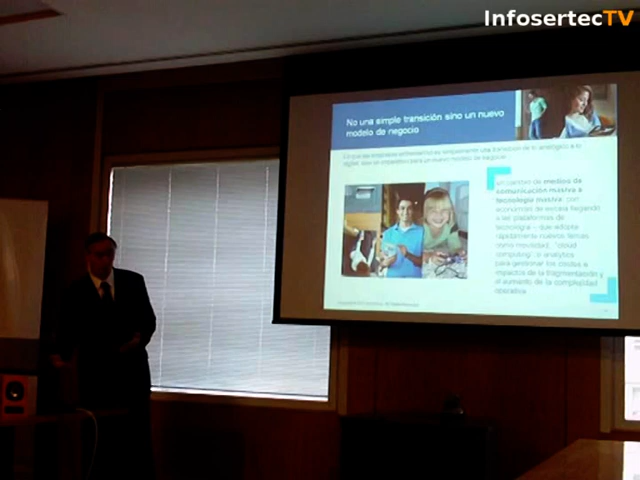 InfosertecTV
No una simple transición sino un nuevo
modelo de negocio
un cambio de medios de
comunicación masiva a
tecnología masiva: con
economías de escala llegando
a las plataformas de
tecnología – que adopta
rápidamente nuevos temas
como movilidad, "cloud
computing" o analytics
para gestionar los costos e
impactos de la fragmentación y
el aumento de la complejidad
operativa